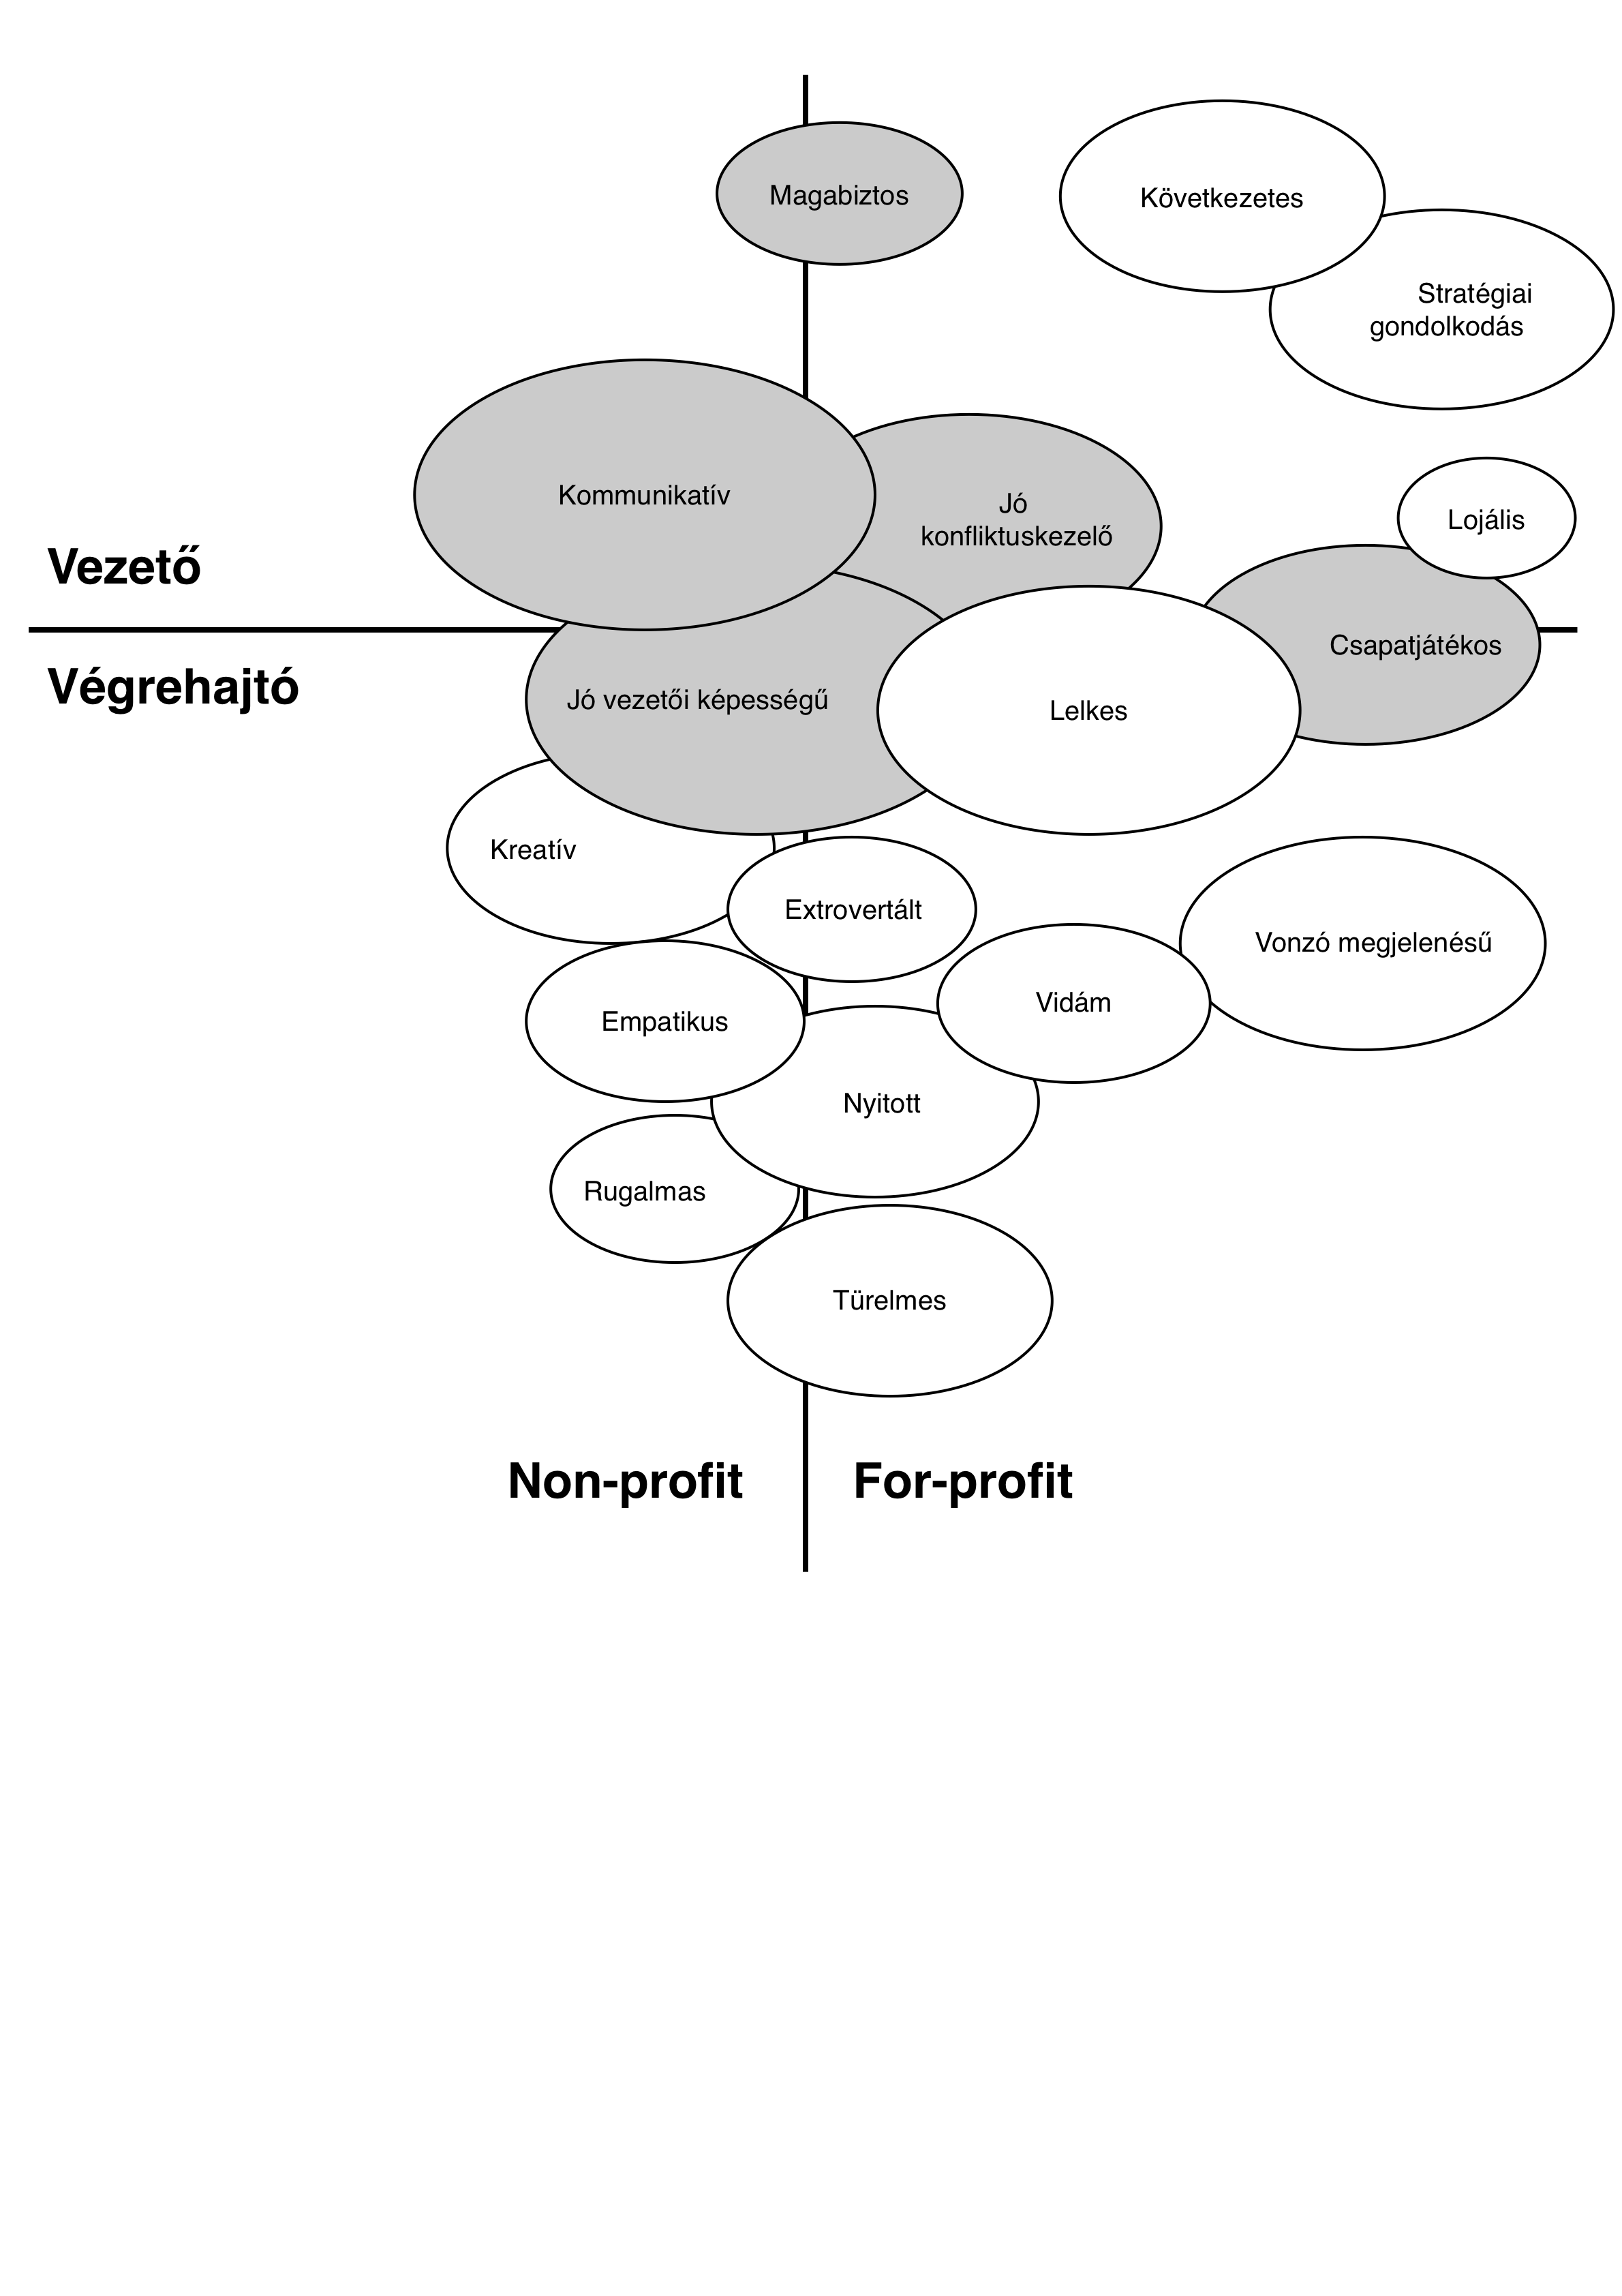 Magabiztos
Következetes
Stratégiai
gondolkodás
Kommunikatív
Jó
konfliktuskezelő
Lojális
Vezető
Csapatjátékos
Végrehajtó
Jó vezetői képességű
Lelkes
Kreatív
Extrovertált
Vonzó megjelenésű
Vidám
Empatikus
Nyitott
Rugalmas
Türelmes
Non-profit
For-profit